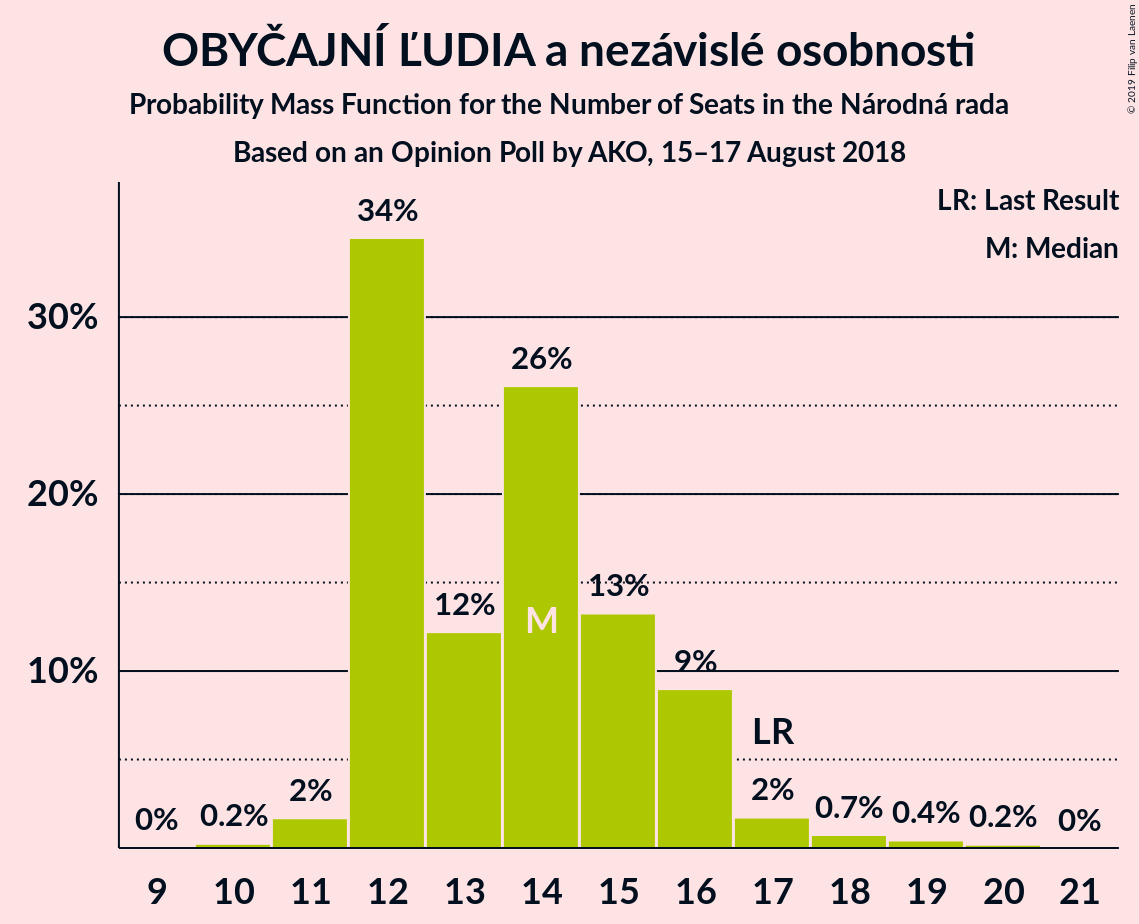 OBYČAJNÍ ĽUDIA a nezávislé osobnosti
Probability Mass Function for the Number of Seats in the Národná rada
Based on an Opinion Poll by AKO, 15–17 August 2018
© 2019 Filip van Laenen
LR: Last Result
M: Median
30%
20%
10%
0%
0.2%
2%
34%
12%
26%
M
13%
9%
LR
2%
0.7%
0.4%
0.2%
0%
9 10 11 12 13 14 15 16 17 18 19 20 21